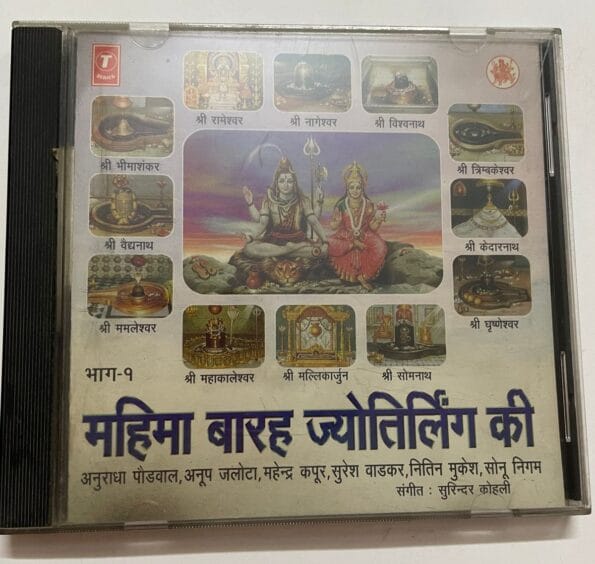 T
श्री रामेश्वर
श्री नागेश्वर
श्री विश्वनाथ
श्री भीमाशंकर
श्री त्रिम्बकेश्वर
श्री वैद्यनाथ
श्री केदारनाथ
श्री ममलेश्वर
श्री घृष्णेश्वर
श्री महाकालेश्वर
श्री मल्लिकार्जुन
श्री सोमनाथ
भाग-१
महिमा बारह ज्योतिर्लिंग की
अनुराधा पौडवाल,अनूप जलोटा,महेन्द्र कपूर,सुरेश वाडकर,नितिन मुकेश,सोनू निगम
संगीत : सुरिन्दर कोहली